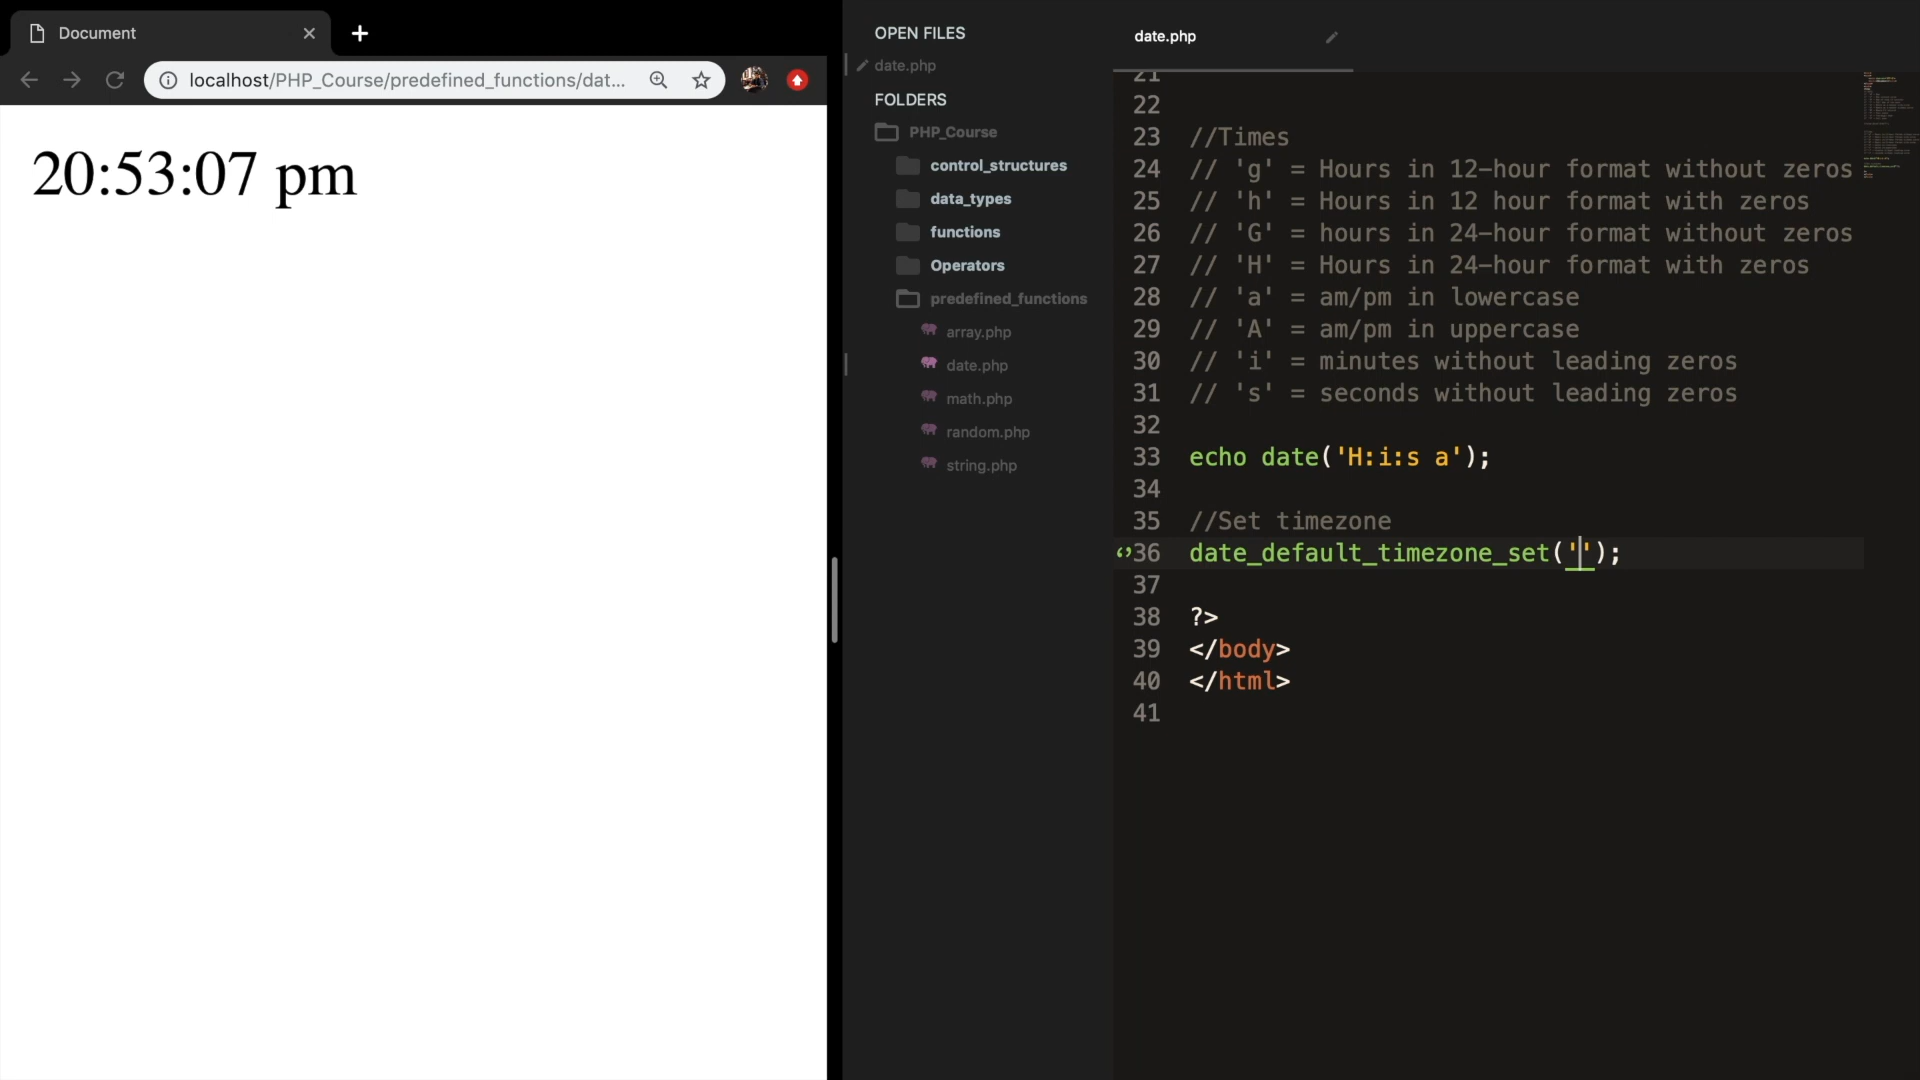 Document
localhost/PHP_Course/predefined_functions/dat...
20:53:07 pm
OPEN FILES
date.php
FOLDERS
PHP_Course
control_structures
data_types
functions
Operators
predefined_functions
array.php
date.php
math.php
random.php
string.php
date.php
21
22
23 //Times
24 // 'g' = Hours in 12-hour format without zeros
25 // 'h' = Hours in 12 hour format with zeros
26 // 'G' = hours in 24-hour format without zeros
27 // 'H' = Hours in 24-hour format with zeros
28 // 'a' = am/pm in lowercase
29 // 'A' = am/pm in uppercase
30 // 'i' = minutes without leading zeros
31 // 's' = seconds without leading zeros
32
33 echo date('H:i:s a');
34
35 //Set timezone
36 date_default_timezone_set('');
37
38 ?>
39 </body>
40 </html>
41